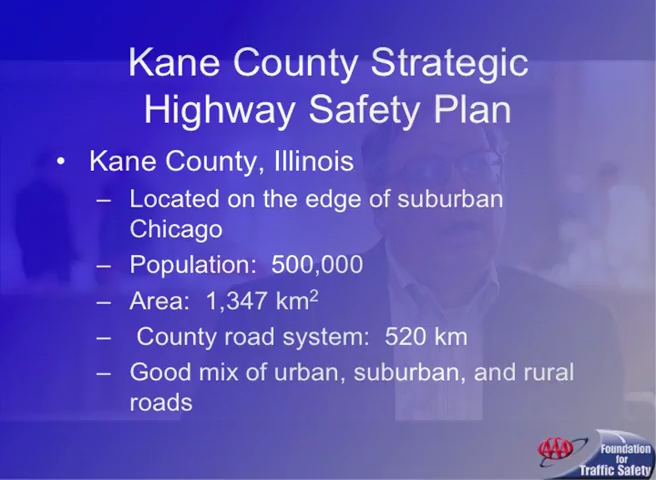 Kane County Strategic
Highway Safety Plan
• Kane County, Illinois
– Located on the edge of suburban
Chicago
– Population: 500,000
– Area: 1,347 km²
– County road system: 520 km
– Good mix of urban, suburban, and rural
roads
AAA
Foundation
for
Traffic Safety